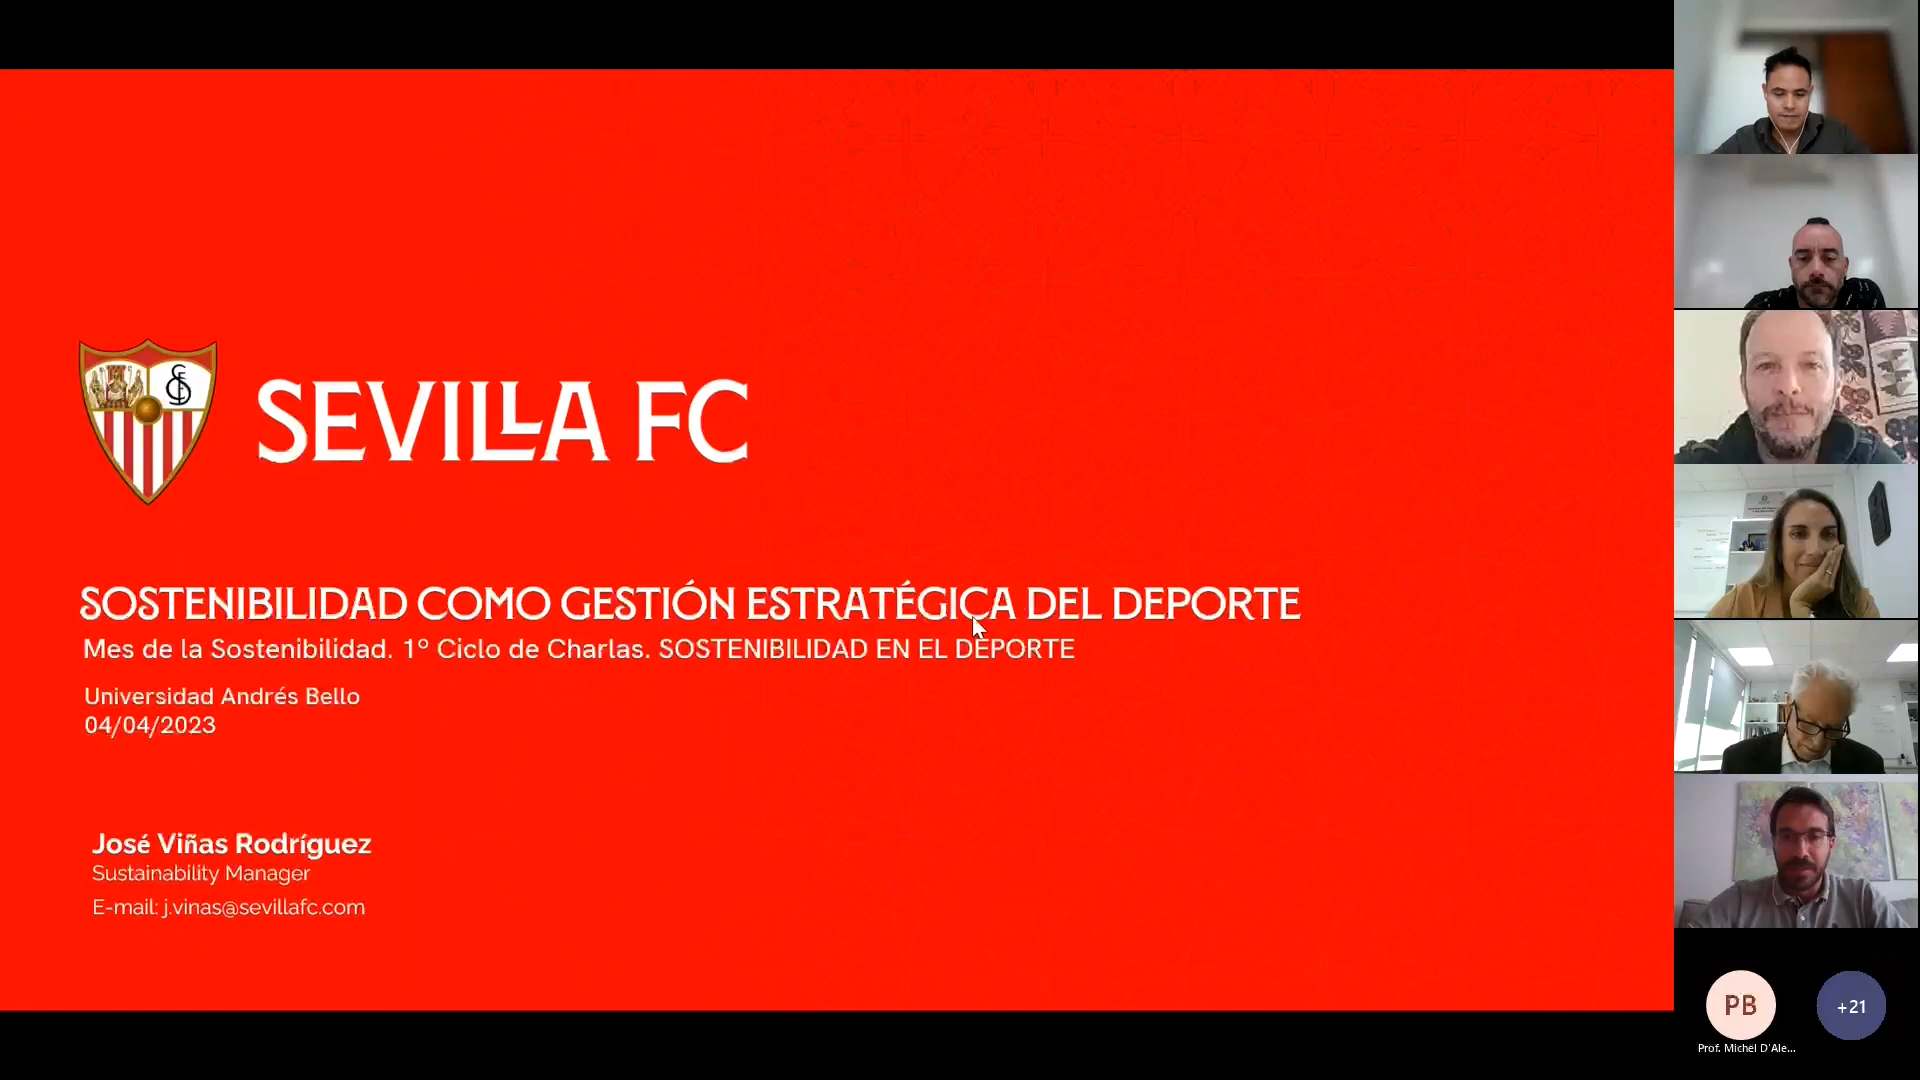 SEVILLA FC
SOSTENIBILIDAD COMO GESTIÓN ESTRATÉGICA DEL DEPORTE
Mes de la Sostenibilidad. 1º Ciclo de Charlas. SOSTENIBILIDAD EN EL DEPORTE
Universidad Andrés Bello
04/04/2023
José Viñas Rodríguez
Sustainability Manager
E-mail: j.vinas@sevillafc.com
PB
+21
Prof. Michel D'Ale...